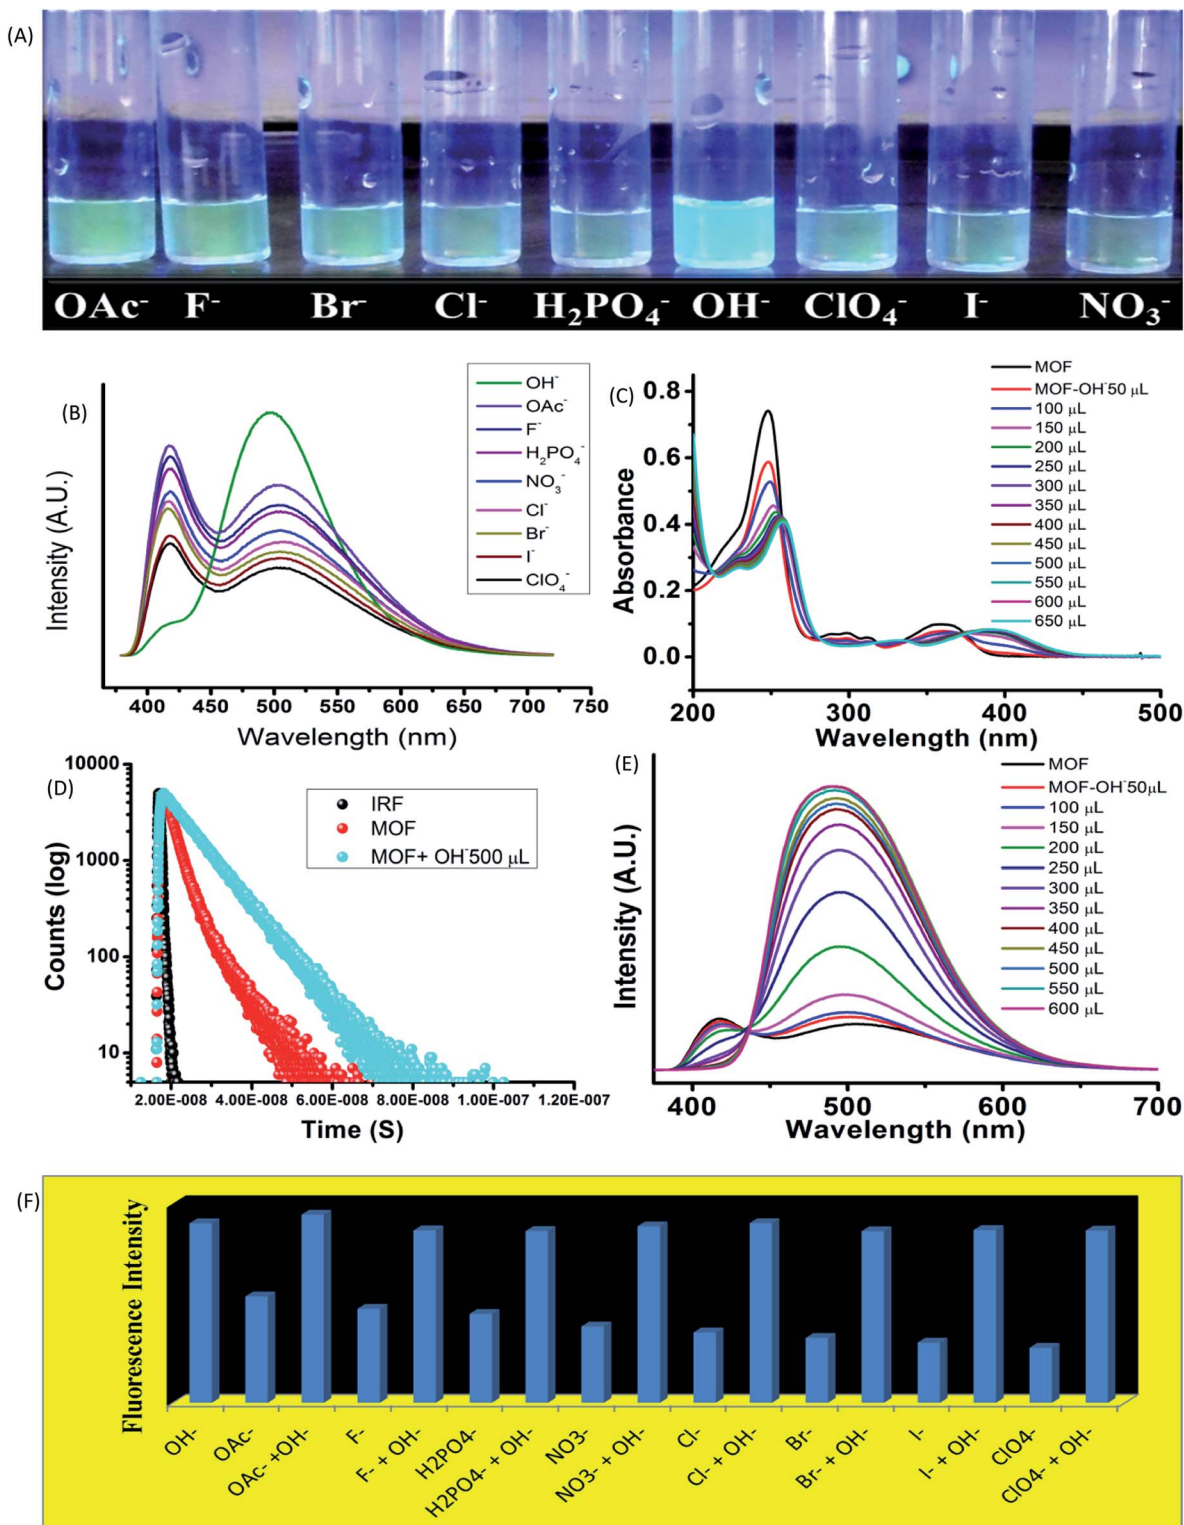 (A)
OAc⁻ F⁻ Br⁻ Cl⁻ H₂PO₄⁻ OH⁻ ClO₄⁻ I⁻ NO₃⁻
(B)
OH⁻
OAc⁻
F⁻
H₂PO₄⁻
NO₃⁻
Cl⁻
Br⁻
I⁻
ClO₄⁻
Intensity (A.U.)
400 450 500 550 600 650 700 750
Wavelength (nm)
(C)
MOF
MOF-OH⁻50 μL
100 μL
150 μL
200 μL
250 μL
300 μL
350 μL
400 μL
450 μL
500 μL
550 μL
600 μL
650 μL
Absorbance
0.8
0.6
0.4
0.2
0.0
200 300 400 500
Wavelength (nm)
(D)
IRF
MOF
MOF+ OH⁻500 μL
Counts (log)
10000
1000
100
10
2.00E-008 4.00E-008 6.00E-008 8.00E-008 1.00E-007 1.20E-007
Time (S)
(E)
MOF
MOF-OH⁻50μL
100 μL
150 μL
200 μL
250 μL
300 μL
350 μL
400 μL
450 μL
500 μL
550 μL
600 μL
Intensity (A.U.)
400 500 600 700
Wavelength (nm)
(F)
Fluorescence Intensity
OH-
OAc-
OAc- +OH-
F-
F- + OH-
H2PO4-
H2PO4- + OH-
NO3-
NO3- + OH-
Cl-
Cl- + OH-
Br-
Br- + OH-
I-
I- + OH-
ClO4-
ClO4- + OH-